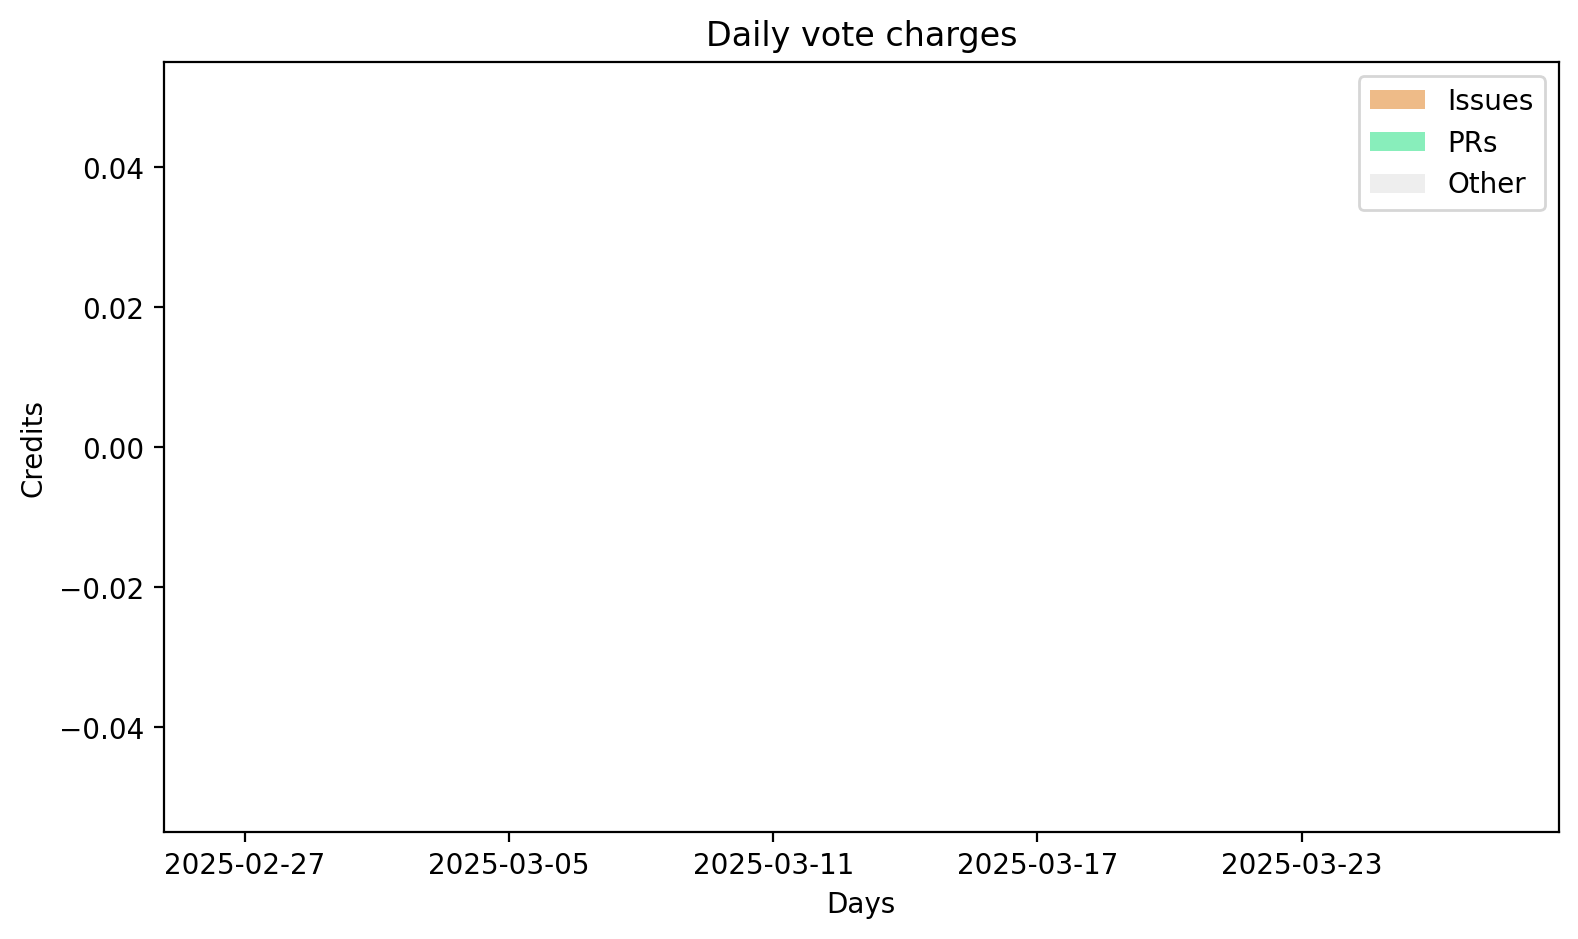 Daily vote charges
Issues
PRs
Other
0.04
0.02
0.00
−0.02
−0.04
Credits
2025-02-27 2025-03-05 2025-03-11 2025-03-17 2025-03-23
Days